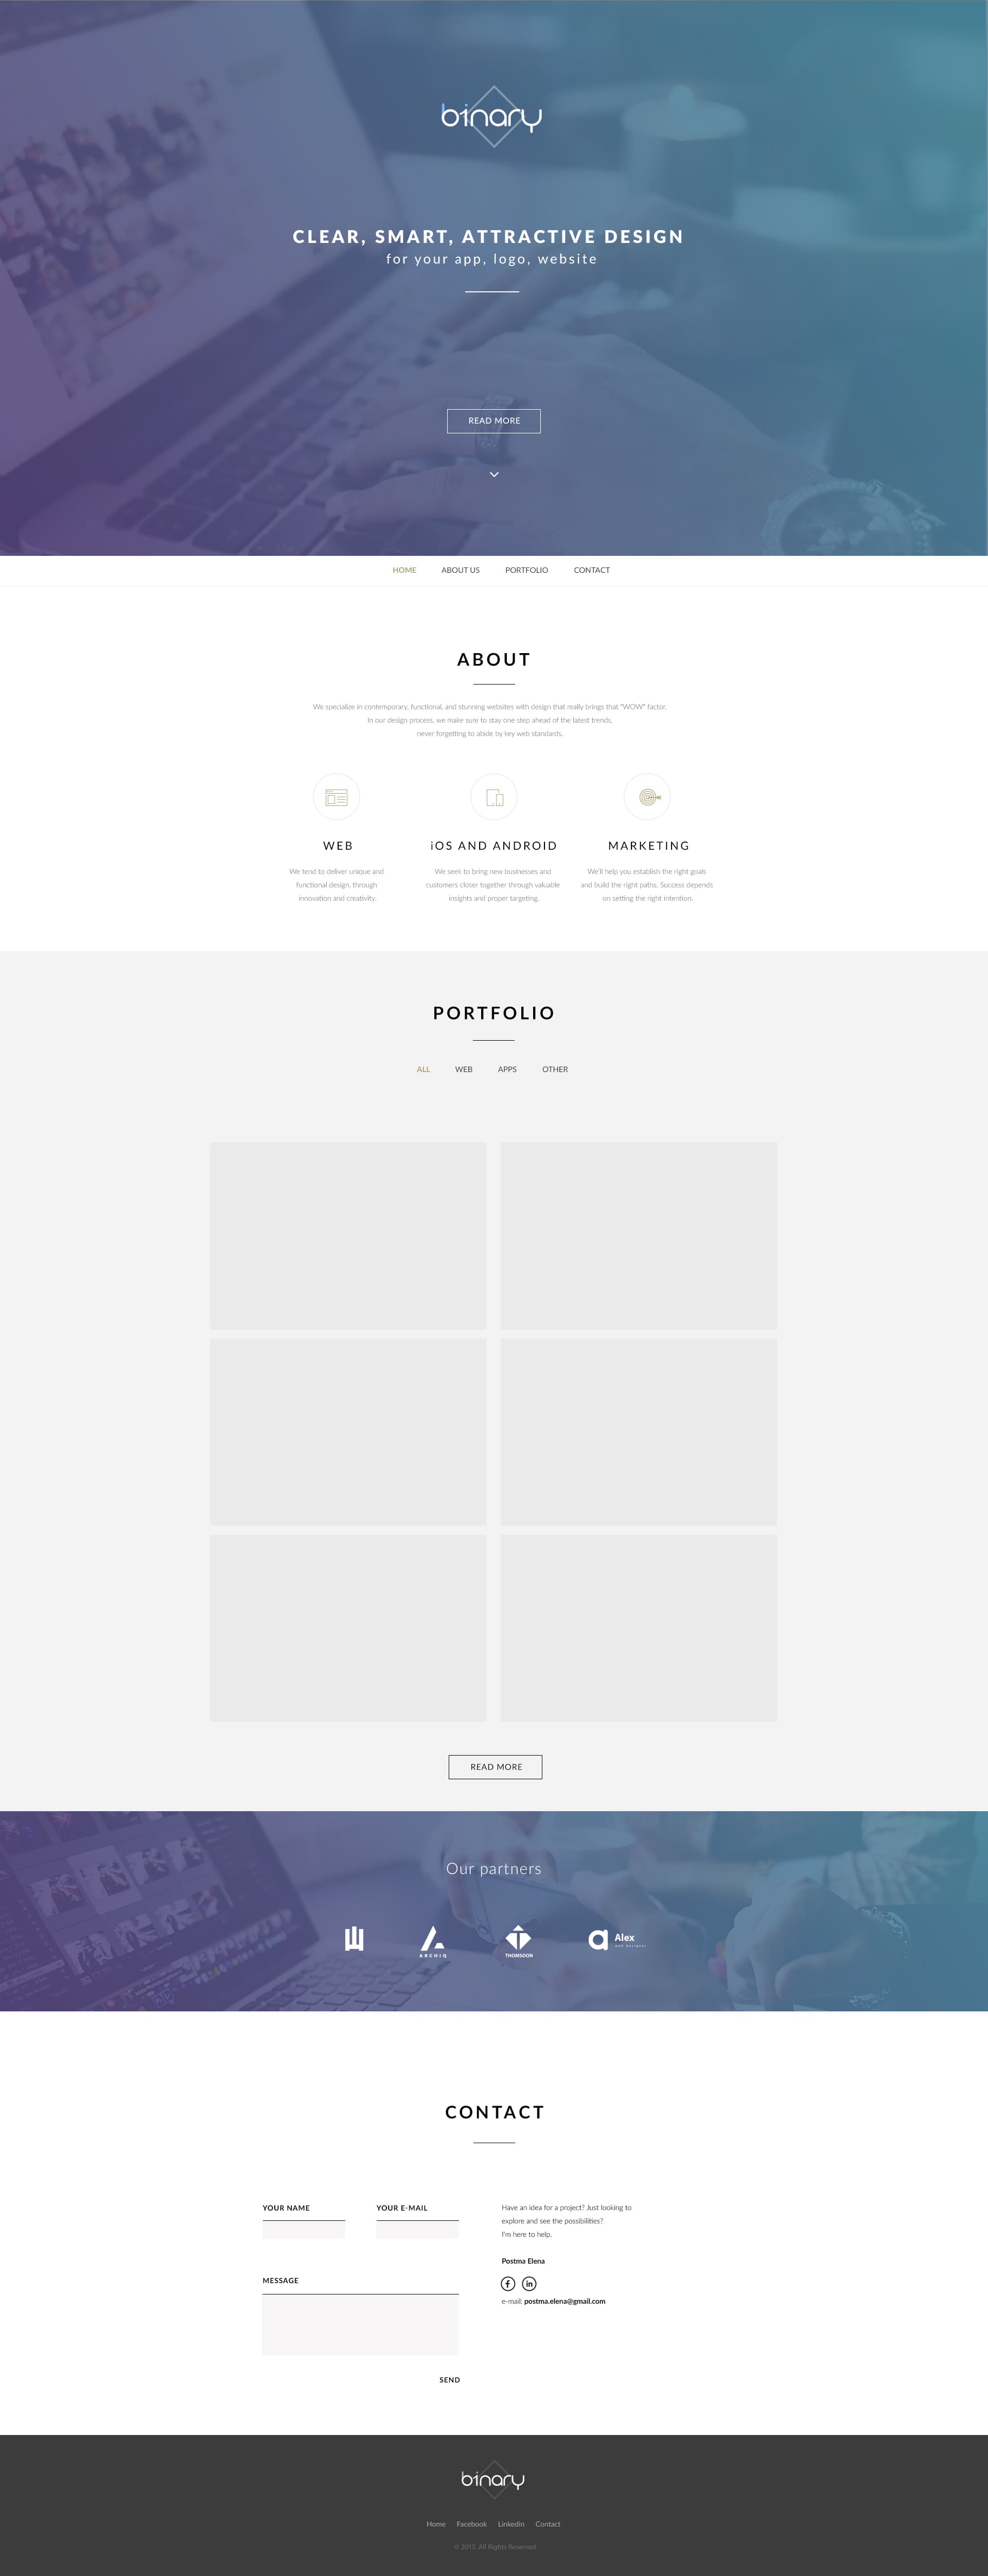 b1nary
CLEAR, SMART, ATTRACTIVE DESIGN
for your app, logo, website
READ MORE
HOME ABOUT US PORTFOLIO CONTACT
ABOUT
We specialize in contemporary, functional, and stunning websites with design that really brings that "WOW" factor.
In our design process, we make sure to stay one step ahead of the latest trends,
never forgetting to abide by key web standards.
WEB
We tend to deliver unique and
functional design, through
innovation and creativity.
iOS AND ANDROID
We seek to bring new businesses and
customers closer together through valuable
insights and proper targeting.
MARKETING
We'll help you establish the right goals
and build the right paths. Success depends
on setting the right intention.
PORTFOLIO
ALL WEB APPS OTHER
READ MORE
Our partners
ARCHIQ
THOMSOON
a Alex
web designer
CONTACT
YOUR NAME YOUR E-MAIL
MESSAGE
SEND
Have an idea for a project? Just looking to
explore and see the possibilities?
I'm here to help.
Postma Elena
f in
e-mail: postma.elena@gmail.com
b1nary
Home Facebook Linkedin Contact
© 2015. All Rights Reserved